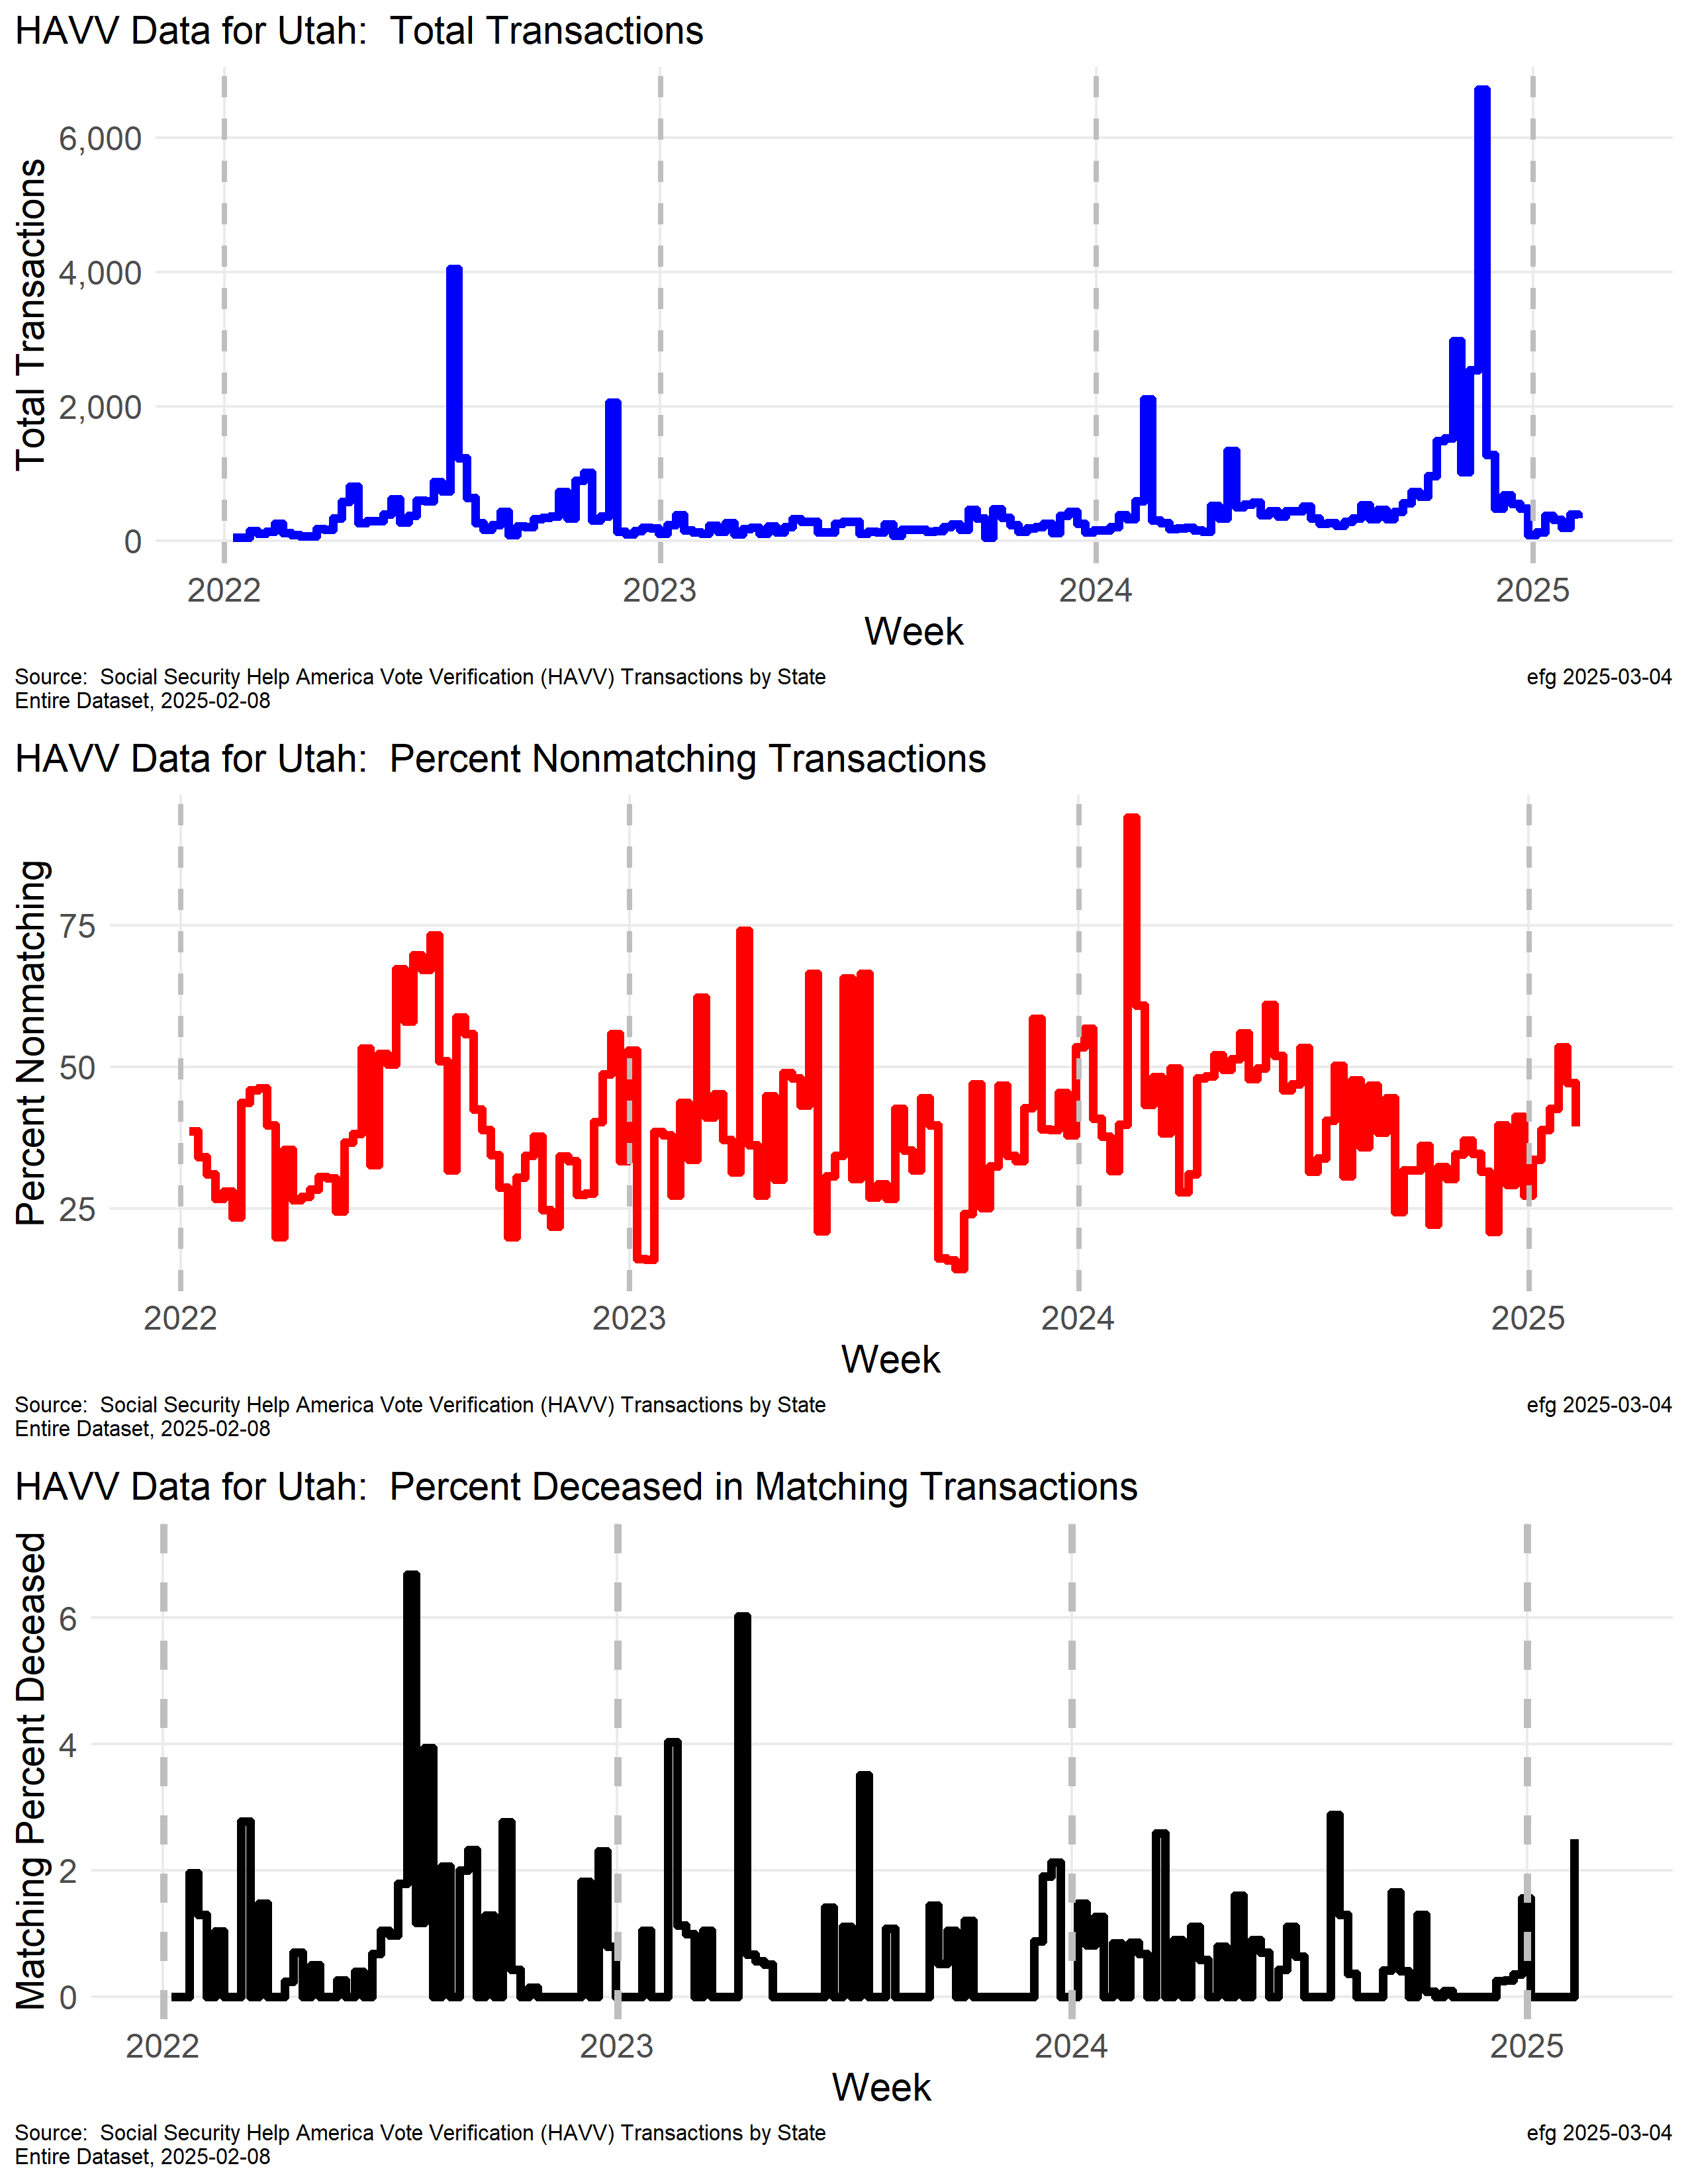 HAVV Data for Utah:  Total Transactions
Total Transactions
6,000
4,000
2,000
0
2022 2023 2024 2025
Week
Source:  Social Security Help America Vote Verification (HAVV) Transactions by State
Entire Dataset, 2025-02-08
efg 2025-03-04
HAVV Data for Utah:  Percent Nonmatching Transactions
Percent Nonmatching
75
50
25
2022 2023 2024 2025
Week
Source:  Social Security Help America Vote Verification (HAVV) Transactions by State
Entire Dataset, 2025-02-08
efg 2025-03-04
HAVV Data for Utah:  Percent Deceased in Matching Transactions
Matching Percent Deceased
6
4
2
0
2022 2023 2024 2025
Week
Source:  Social Security Help America Vote Verification (HAVV) Transactions by State
Entire Dataset, 2025-02-08
efg 2025-03-04